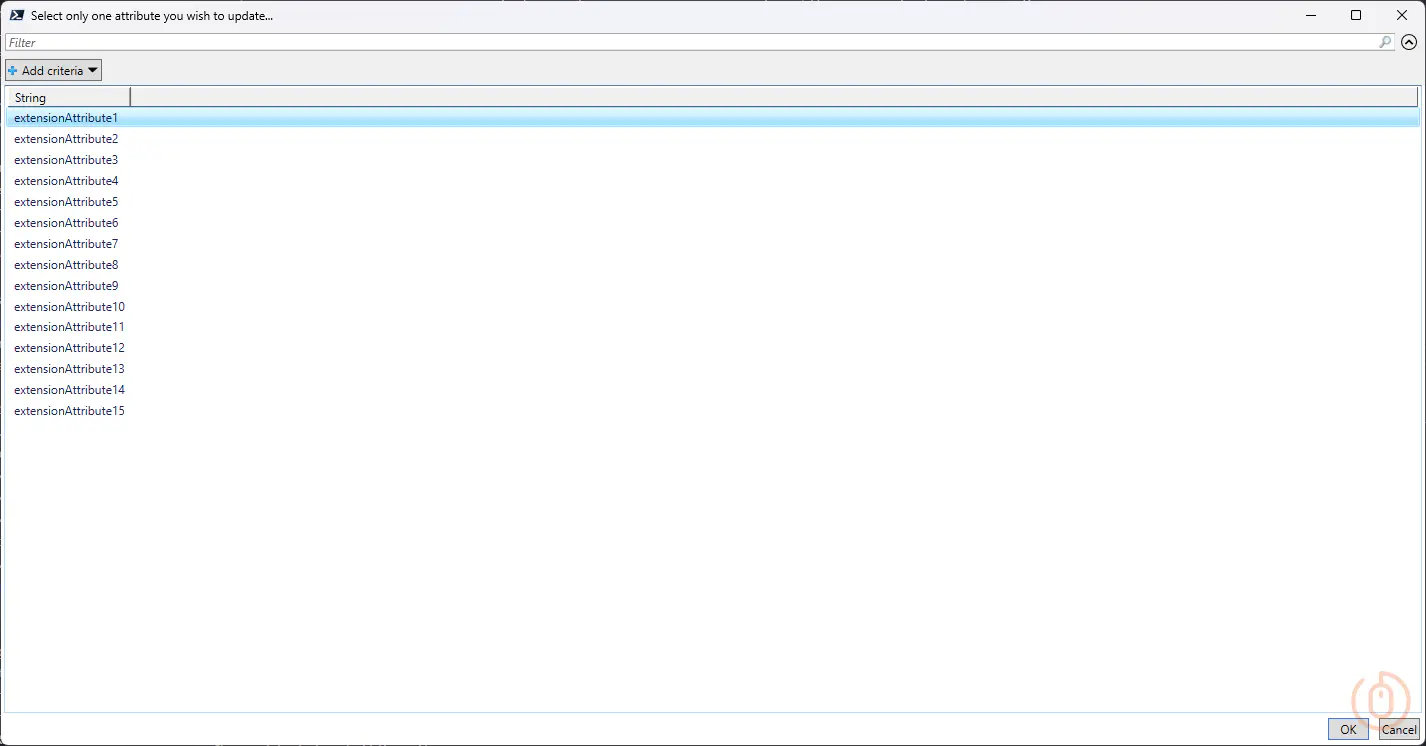 Select only one attribute you wish to update...
Filter
Add criteria
String
extensionAttribute1
extensionAttribute2
extensionAttribute3
extensionAttribute4
extensionAttribute5
extensionAttribute6
extensionAttribute7
extensionAttribute8
extensionAttribute9
extensionAttribute10
extensionAttribute11
extensionAttribute12
extensionAttribute13
extensionAttribute14
extensionAttribute15
OK Cancel